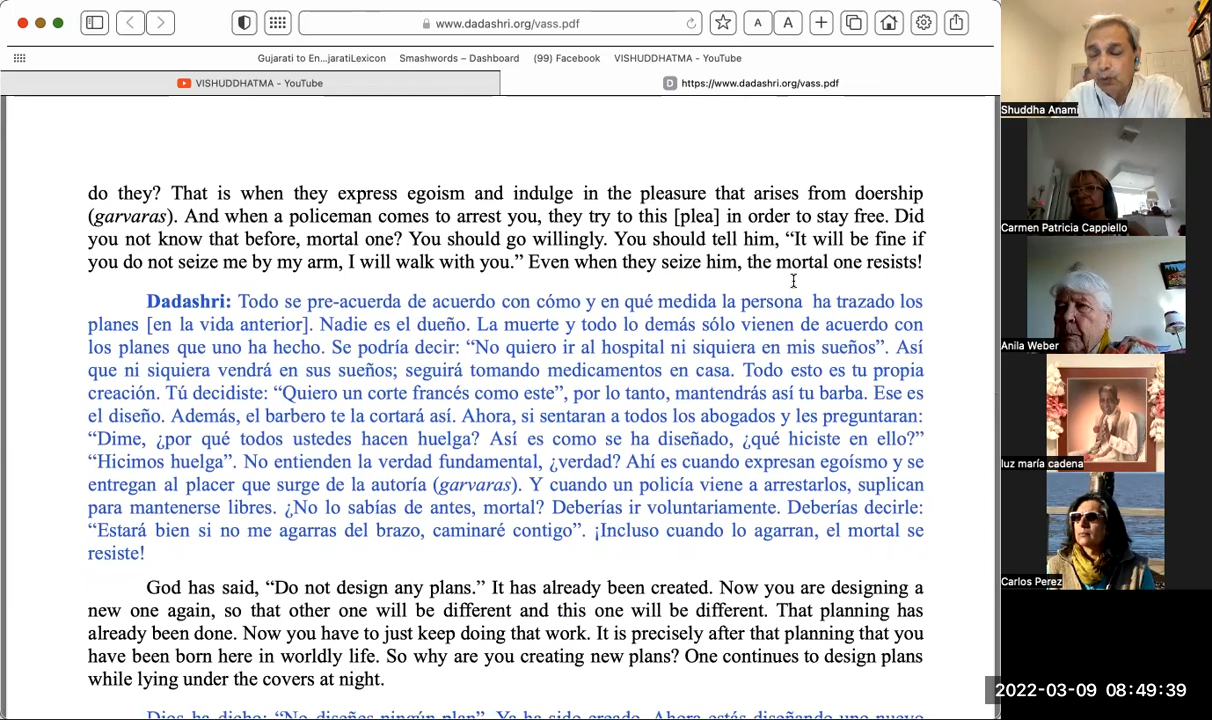 www.dadashri.org/vass.pdf
A
A
Gujarati to En...jaratiLexicon
Smashwords – Dashboard
(99) Facebook
VISHUDDHATMA - YouTube
VISHUDDHATMA - YouTube
D
https://www.dadashri.org/vass.pdf
do they? That is when they express egoism and indulge in the pleasure that arises from doership
(garvaras). And when a policeman comes to arrest you, they try to this [plea] in order to stay free. Did
you not know that before, mortal one? You should go willingly. You should tell him, “It will be fine if
you do not seize me by my arm, I will walk with you.” Even when they seize him, the mortal one resists!
Dadashri: Todo se pre-acuerda de acuerdo con cómo y en qué medida la persona ha trazado los
planes [en la vida anterior]. Nadie es el dueño. La muerte y todo lo demás sólo vienen de acuerdo con
los planes que uno ha hecho. Se podría decir: “No quiero ir al hospital ni siquiera en mis sueños”. Así
que ni siquiera vendrá en sus sueños; seguirá tomando medicamentos en casa. Todo esto es tu propia
creación. Tú decidiste: “Quiero un corte francés como este”, por lo tanto, mantendrás así tu barba. Ese es
el diseño. Además, el barbero te la cortará así. Ahora, si sentaran a todos los abogados y les preguntaran:
“Dime, ¿por qué todos ustedes hacen huelga? Así es como se ha diseñado, ¿qué hiciste en ello?”
“Hicimos huelga”. No entienden la verdad fundamental, ¿verdad? Ahí es cuando expresan egoísmo y se
entregan al placer que surge de la autoría (garvaras). Y cuando un policía viene a arrestarlos, suplican
para mantenerse libres. ¿No lo sabías de antes, mortal? Deberías ir voluntariamente. Deberías decirle:
“Estará bien si no me agarras del brazo, caminaré contigo”. ¡Incluso cuando lo agarran, el mortal se
resiste!
God has said, “Do not design any plans.” It has already been created. Now you are designing a
new one again, so that other one will be different and this one will be different. That planning has
already been done. Now you have to just keep doing that work. It is precisely after that planning that you
have been born here in worldly life. So why are you creating new plans? One continues to design plans
while lying under the covers at night.
Dios ha dicho: “No diseñes ningún plan”. Ya ha sido creado. Ahora estás diseñando uno nuevo
Shuddha Anami
Carmen Patricia Cappiello
Anila Weber
luz maría cadena
Carlos Perez
2022-03-09 08:49:39